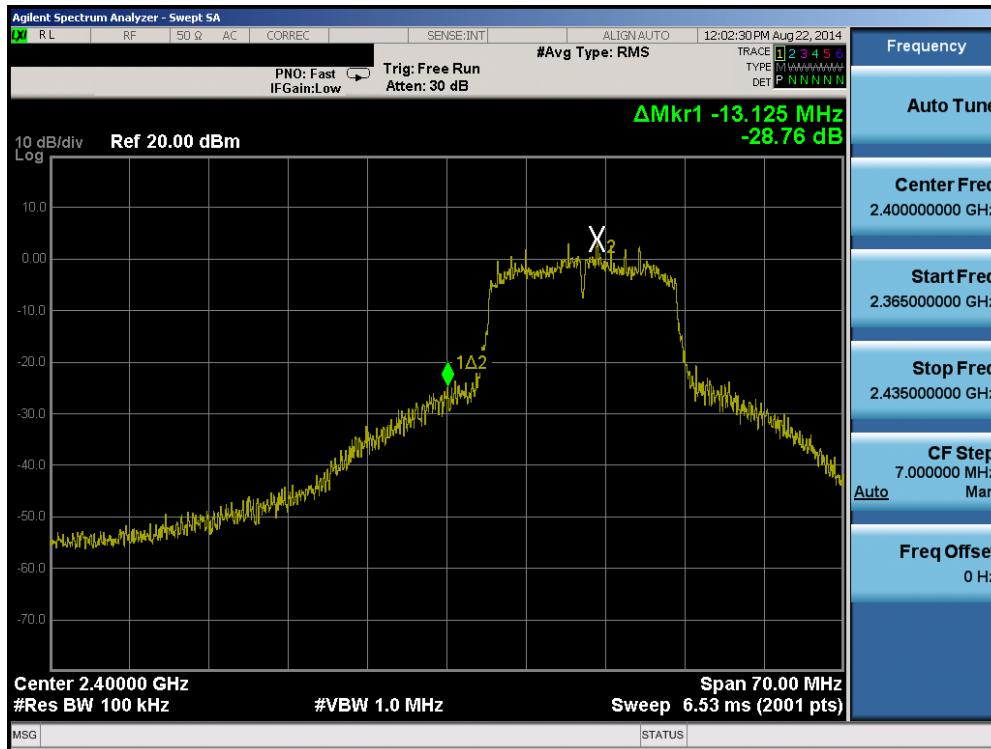 Agilent Spectrum Analyzer - Swept SA
LXI RL RF 50 Ω AC CORREC SENSE:INT ALIGN AUTO 12:02:30 PM Aug 22, 2014
#Avg Type: RMS
TRACE 1 2 3 4 5 6
PNO: Fast Trig: Free Run TYPE M WWWWW
IFGain:Low Atten: 30 dB DET P N N N N N
ΔMkr1 -13.125 MHz
-28.76 dB
10 dB/div Ref 20.00 dBm
Log
10.0
0.00
-10.0
-20.0
-30.0
-40.0
-50.0
-60.0
-70.0
X2
1Δ2
Center 2.40000 GHz Span 70.00 MHz
#Res BW 100 kHz #VBW 1.0 MHz Sweep 6.53 ms (2001 pts)
MSG STATUS
Frequency
Auto Tune
Center Freq
2.400000000 GHz
Start Freq
2.365000000 GHz
Stop Freq
2.435000000 GHz
CF Step
7.000000 MHz
Auto Man
Freq Offset
0 Hz